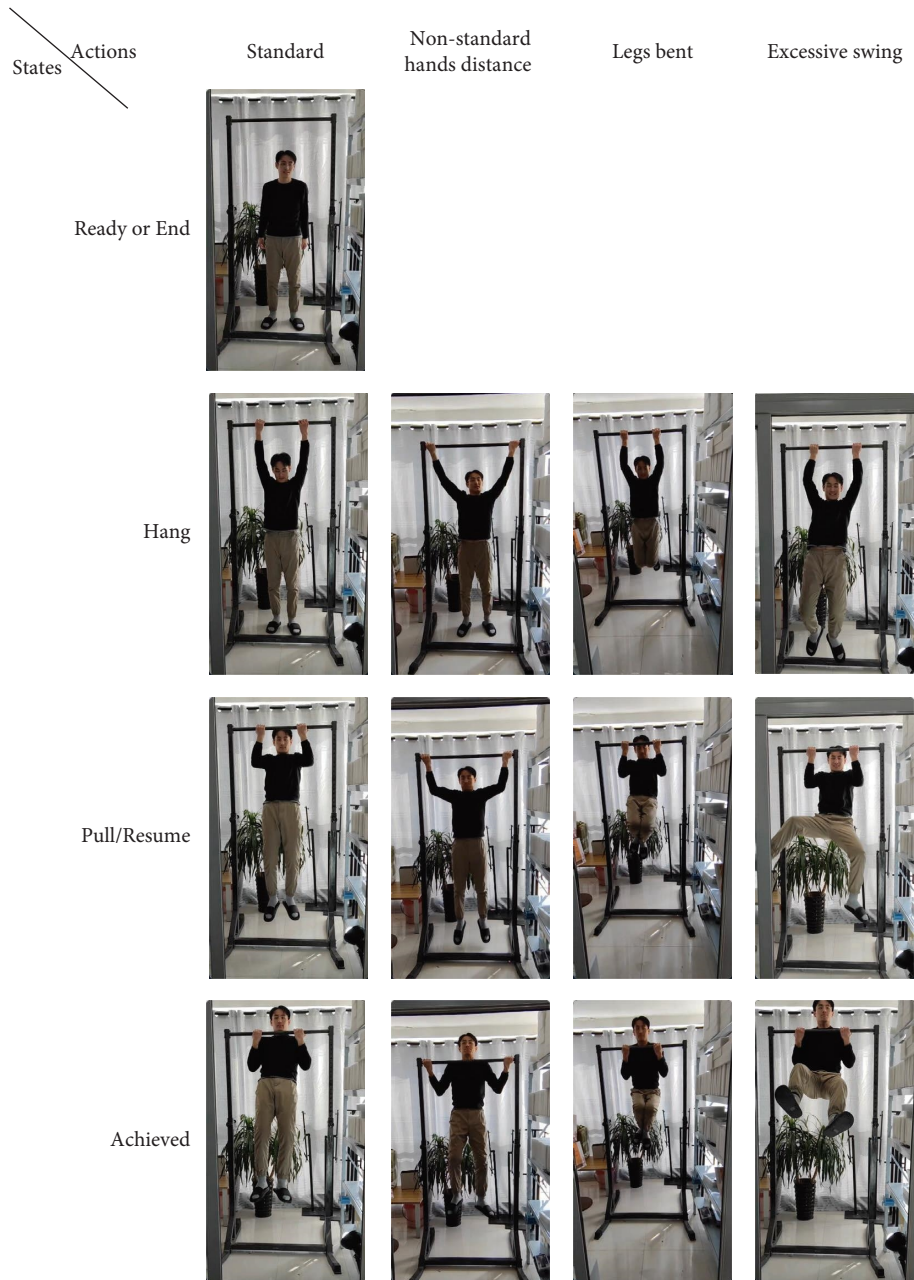 Actions
States
Standard
Non-standard
hands distance
Legs bent
Excessive swing
Ready or End
Hang
Pull/Resume
Achieved